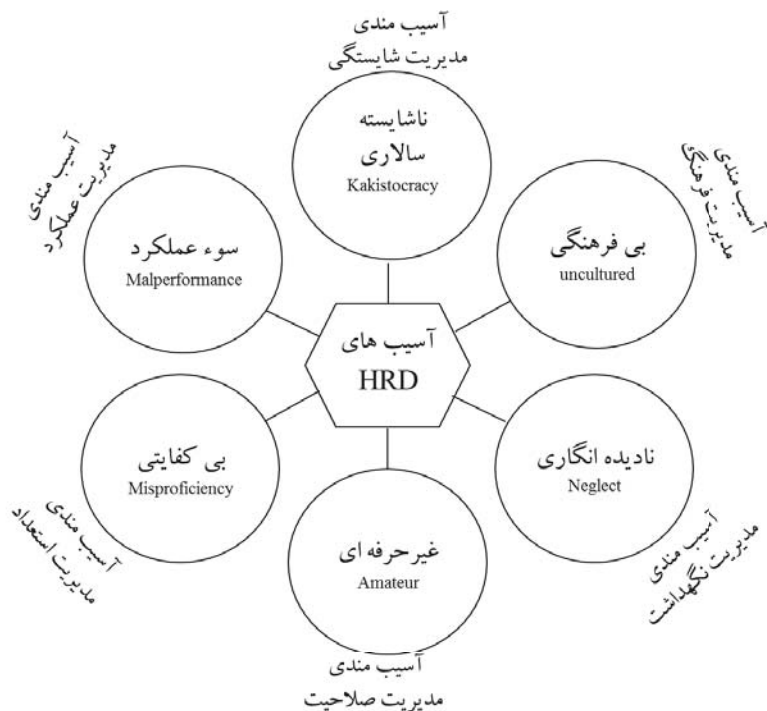 آسیب مندی
مدیریت شایستگی
ناشایسته
سالاری
Kakistocracy
آسیب مندی
مدیریت فرهنگ
بی فرهنگی
uncultured
آسیب مندی
مدیریت عملکرد
سوء عملکرد
Malperformance
آسیب های
HRD
نادیده انگاری
Neglect
آسیب مندی
مدیریت نگهداشت
بی کفایتی
Misproficiency
آسیب مندی
مدیریت استعداد
غیرحرفه ای
Amateur
آسیب مندی
مدیریت صلاحیت